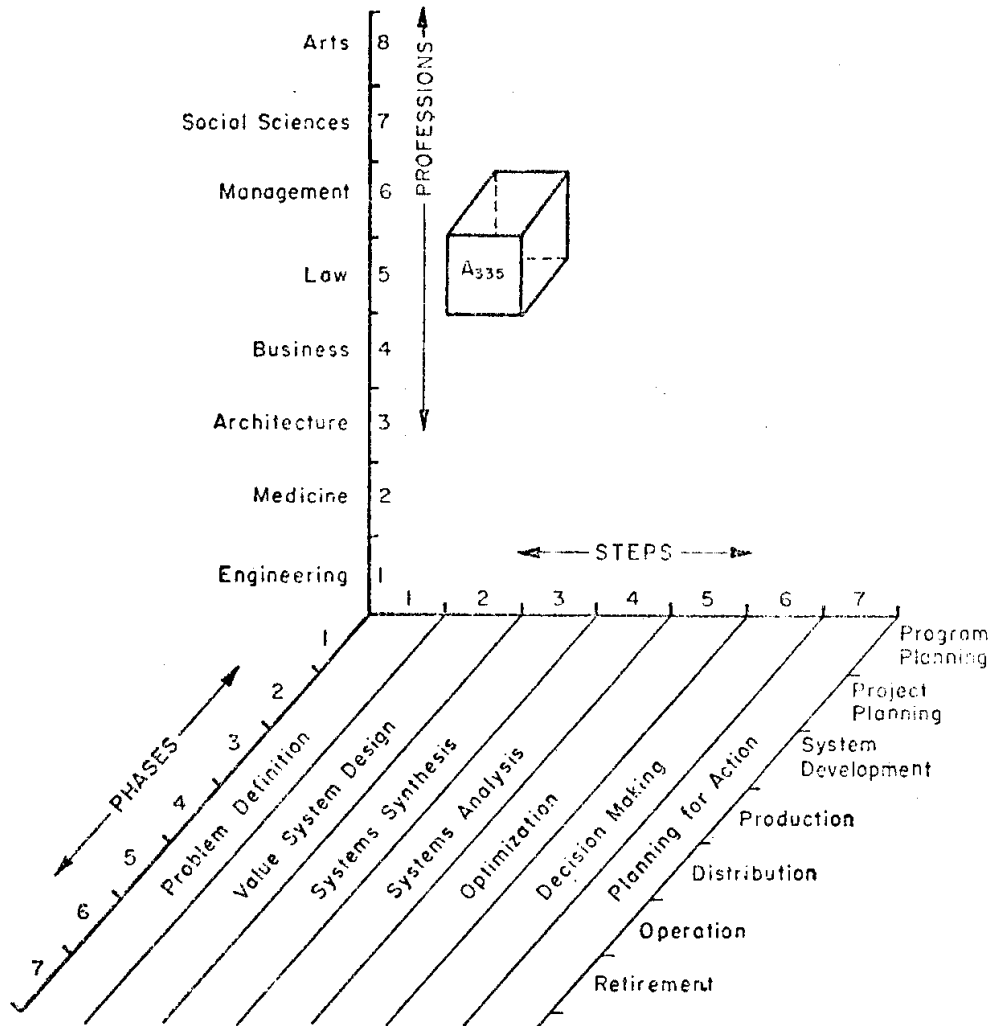 Arts 8
Social Sciences 7
Management 6
Law 5
Business 4
Architecture 3
Medicine 2
Engineering 1
PROFESSIONS
A335
STEPS
1 2 3 4 5 6 7
PHASES
1
2
3
4
5
6
7
Problem Definition
Value System Design
Systems Synthesis
Systems Analysis
Optimization
Decision Making
Planning for Action
Program
Planning
Project
Planning
System
Development
Production
Distribution
Operation
Retirement